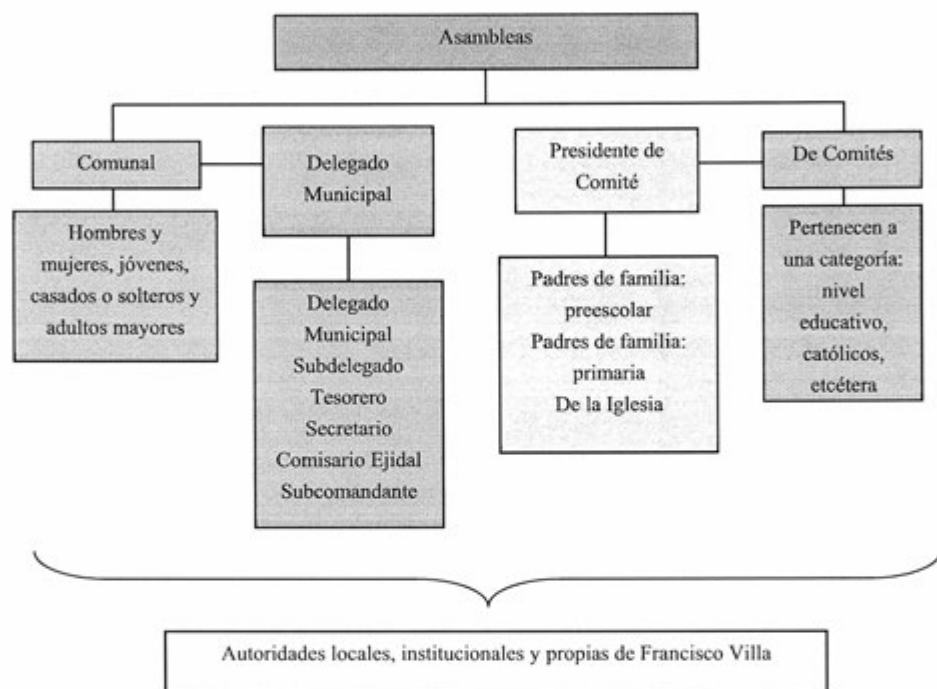 Asambleas
Comunal
Delegado
Municipal
Presidente de
Comité
De Comités
Hombres y
mujeres, jóvenes,
casados o solteros y
adultos mayores
Delegado
Municipal
Subdelegado
Tesorero
Secretario
Comisario Ejidal
Subcomandante
Padres de familia:
preescolar
Padres de familia:
primaria
De la Iglesia
Pertenecen a
una categoría:
nivel
educativo,
católicos,
etcétera
Autoridades locales, institucionales y propias de Francisco Villa